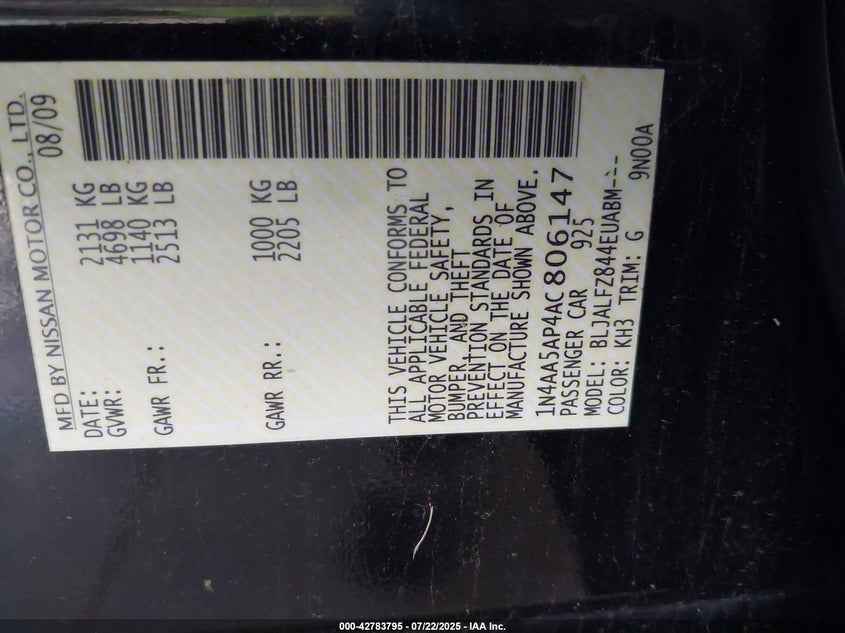 MFD BY NISSAN MOTOR CO., LTD.
DATE: 08/09
GVWR: 2131 KG
4698 LB
GAWR FR.: 1140 KG
2513 LB
GAWR RR.: 1000 KG
2205 LB
THIS VEHICLE CONFORMS TO
ALL APPLICABLE FEDERAL
MOTOR VEHICLE SAFETY,
BUMPER, AND THEFT
PREVENTION STANDARDS IN
EFFECT ON THE DATE OF
MANUFACTURE SHOWN ABOVE.
1N4AA5AP4AC806147
PASSENGER CAR 925
MODEL: BLJALFZ844EUABM---
COLOR: KH3 TRIM: G 9N00A
000-42783795 - 07/22/2025 - IAA Inc.